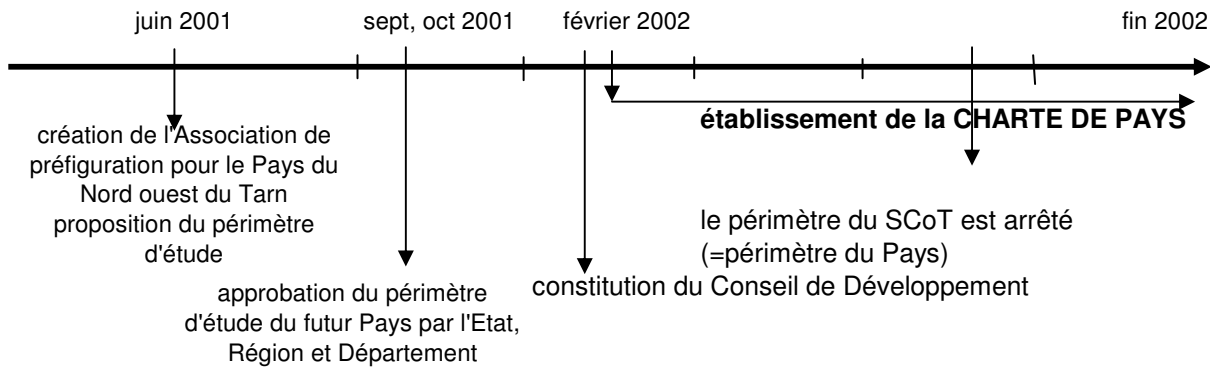 juin 2001
sept, oct 2001
février 2002
fin 2002
établissement de la CHARTE DE PAYS
création de l'Association de
préfiguration pour le Pays du
Nord ouest du Tarn
proposition du périmètre
d'étude
le périmètre du SCoT est arrêté
(=périmètre du Pays)
constitution du Conseil de Développement
approbation du périmètre
d'étude du futur Pays par l'Etat,
Région et Département